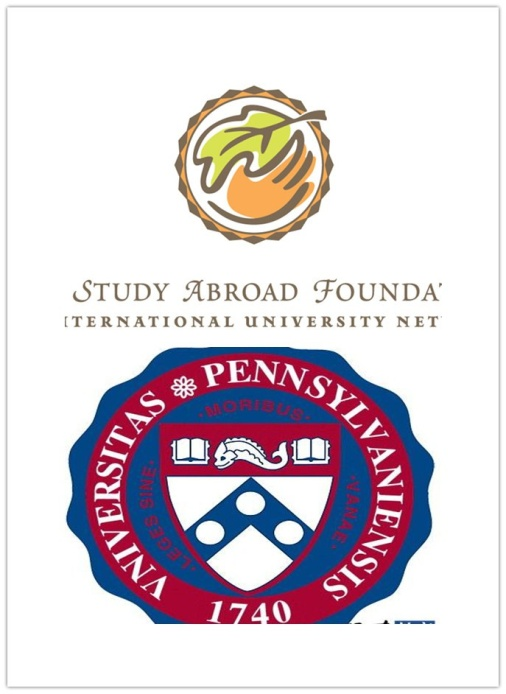 STUDY ABROAD FOUNDA
TERNATIONAL UNIVERSITY NET
VNIVERSITAS PENNSYLVANIENSIS
·MORIBUS·
·LEGES SINE· ·VANAE·
1740